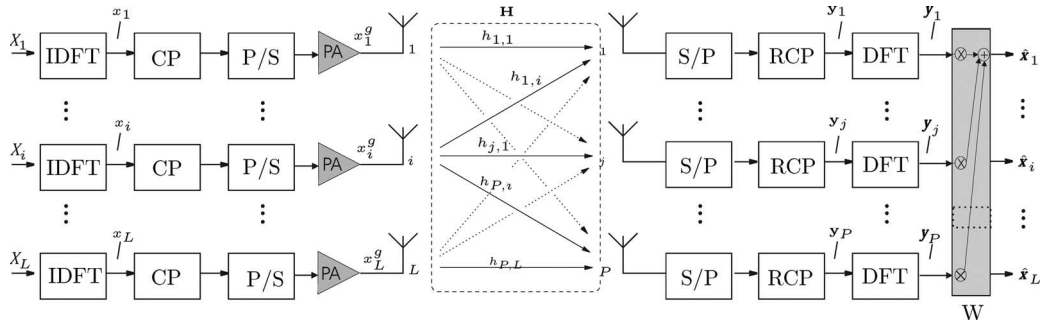 H
X_1 IDFT x_1 CP P/S PA x_1^g 1 h_{1,1} 1 S/P RCP y_1 DFT y_1 x̂_1
h_{1,i}
X_i IDFT x_i CP P/S PA x_i^g i h_{j,1} j S/P RCP y_j DFT y_j x̂_i
h_{P,i}
X_L IDFT x_L CP P/S PA x_L^g L h_{P,L} P S/P RCP y_P DFT y_P x̂_L
W